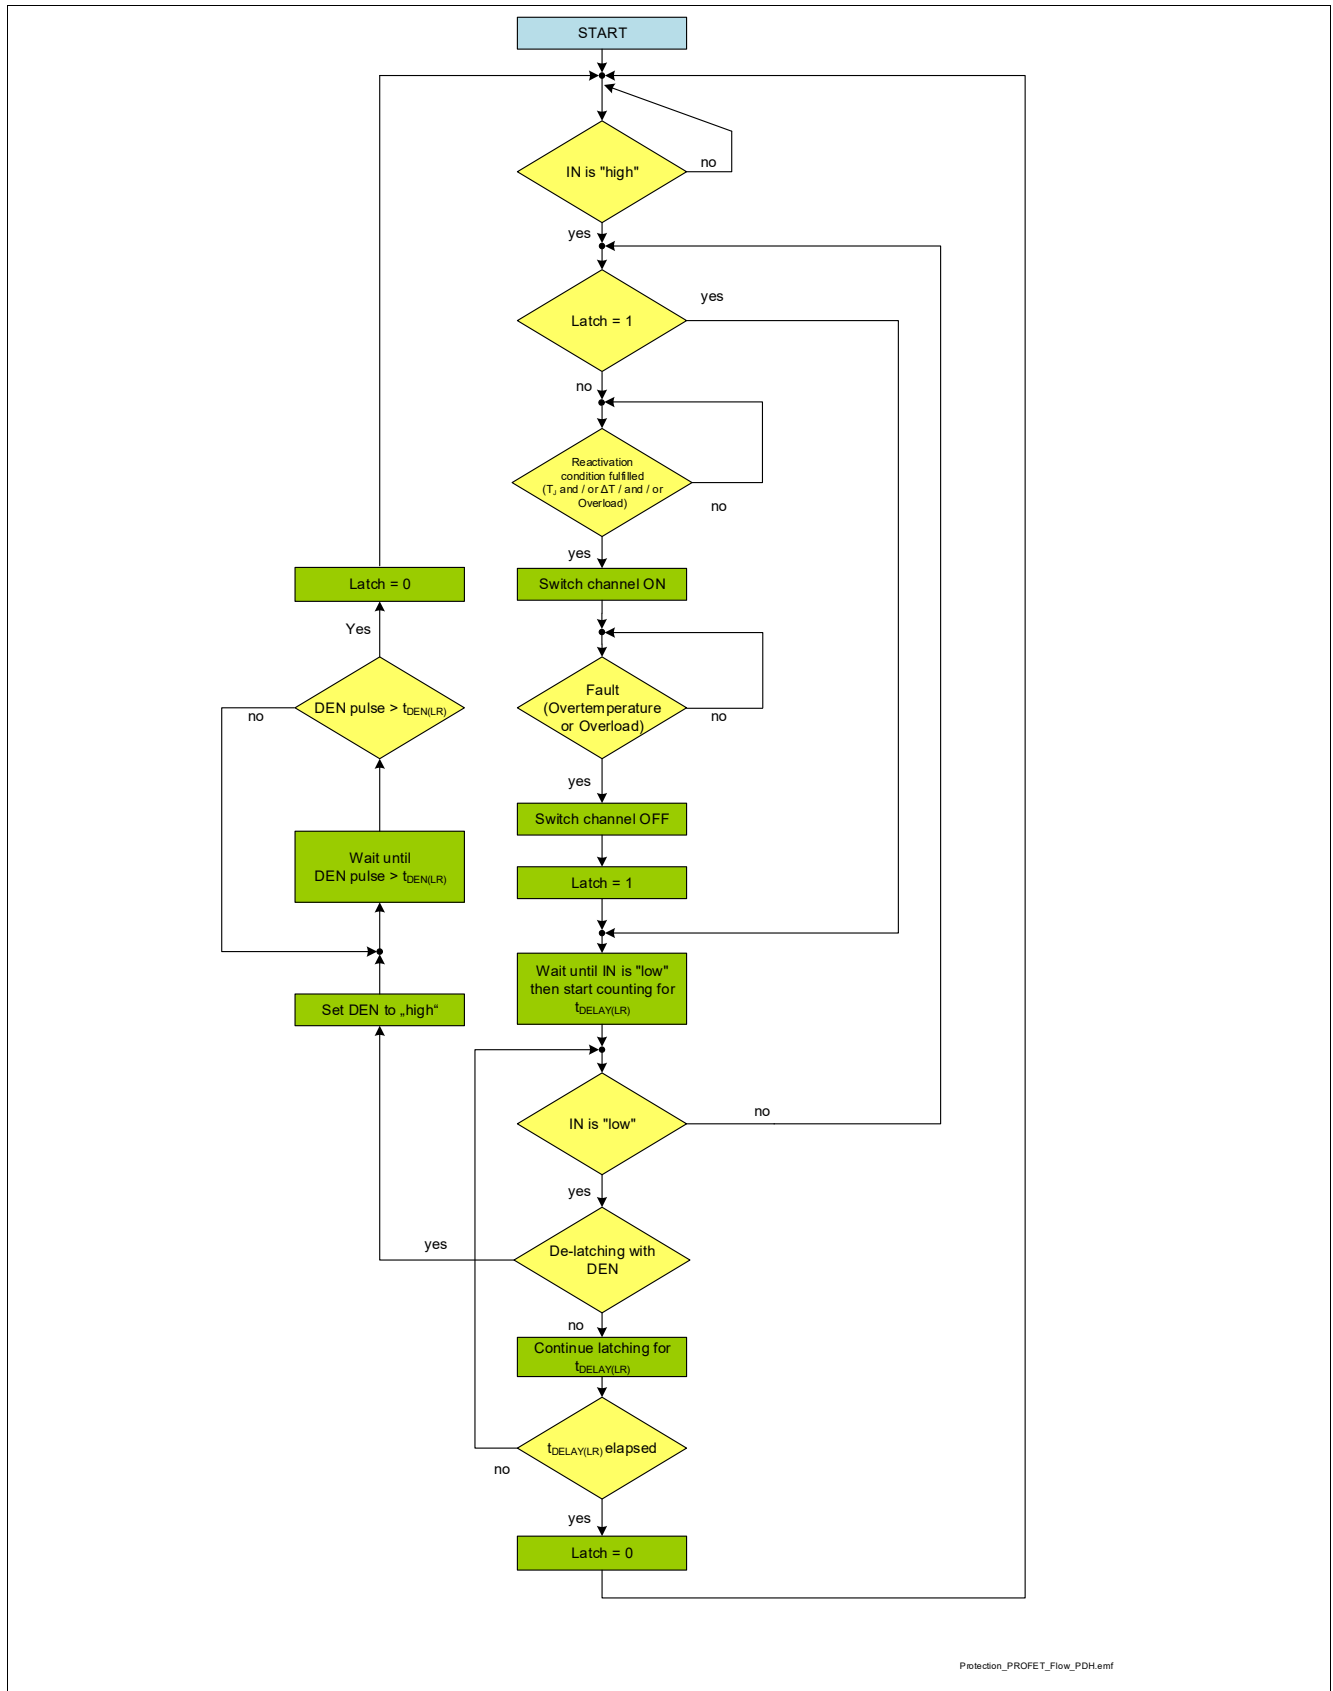 START
IN is "high"
no
yes
Latch = 1
yes
no
Reactivation
condition fulfilled
(TJ and / or ΔT / and / or
Overload)
no
yes
Switch channel ON
Fault
(Overtemperature
or Overload)
no
yes
Switch channel OFF
Latch = 1
Wait until IN is "low"
then start counting for
tDELAY(LR)
IN is "low"
no
yes
De-latching with
DEN
yes
no
Continue latching for
tDELAY(LR)
tDELAY(LR) elapsed
no
yes
Latch = 0
Set DEN to „high“
Wait until
DEN pulse > tDEN(LR)
DEN pulse > tDEN(LR)
no
Yes
Latch = 0
Protection_PROFET_Flow_PDH.emf